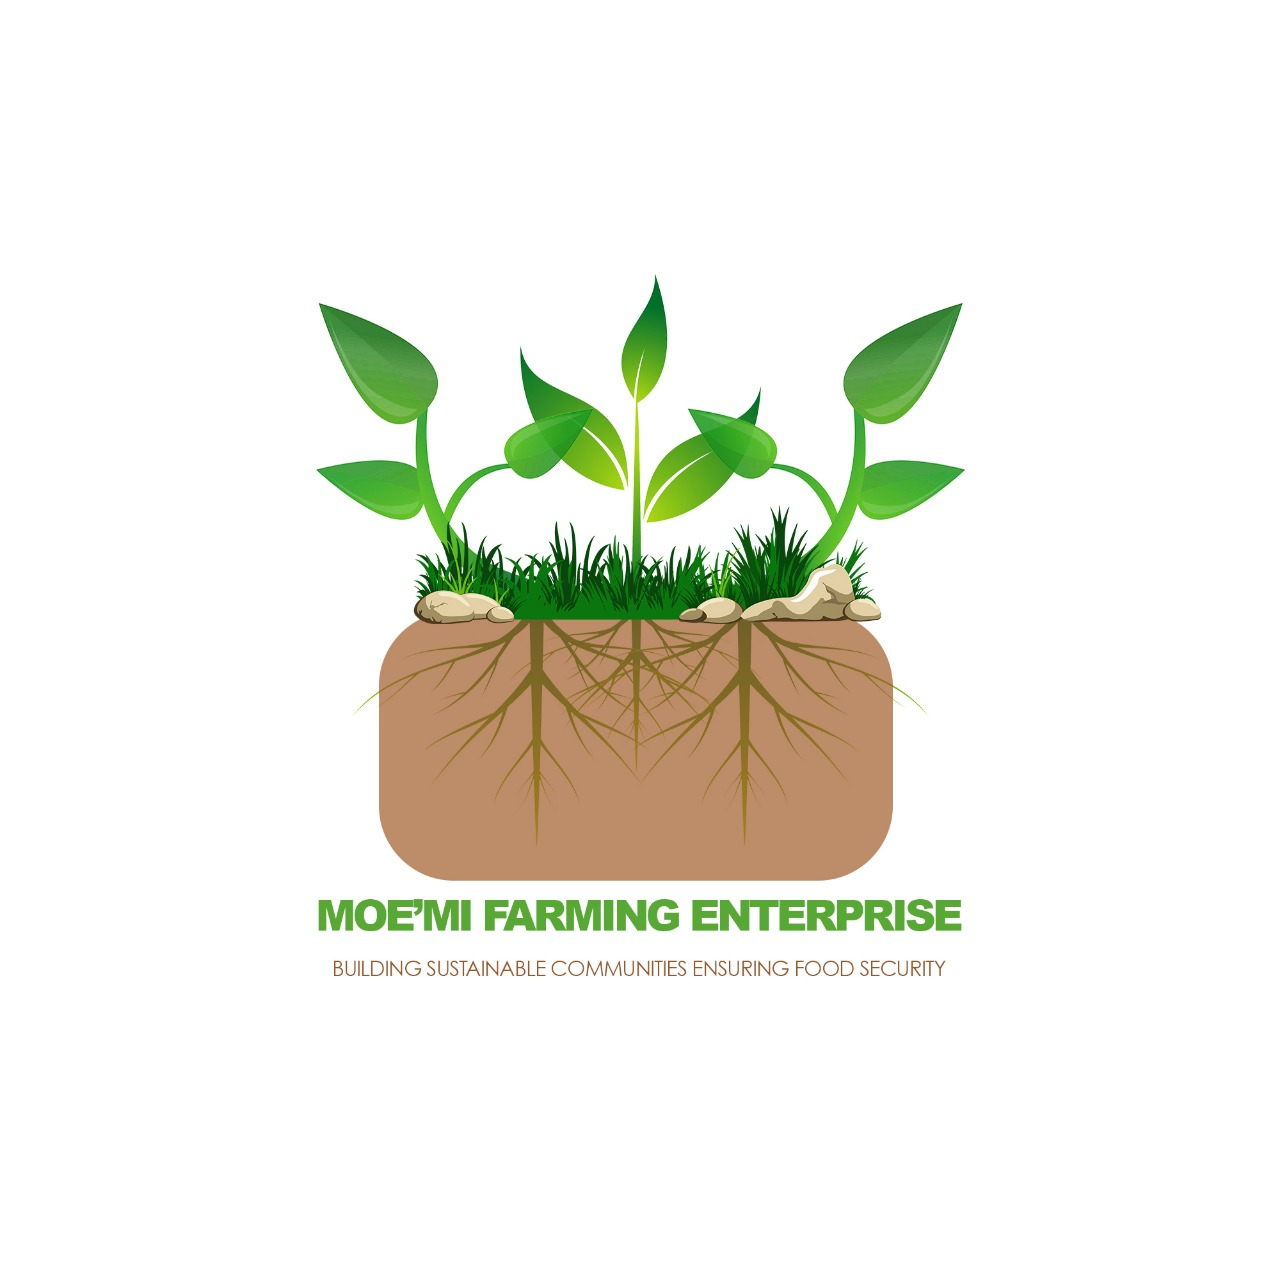 MOE’MI FARMING ENTERPRISE
BUILDING SUSTAINABLE COMMUNITIES ENSURING FOOD SECURITY